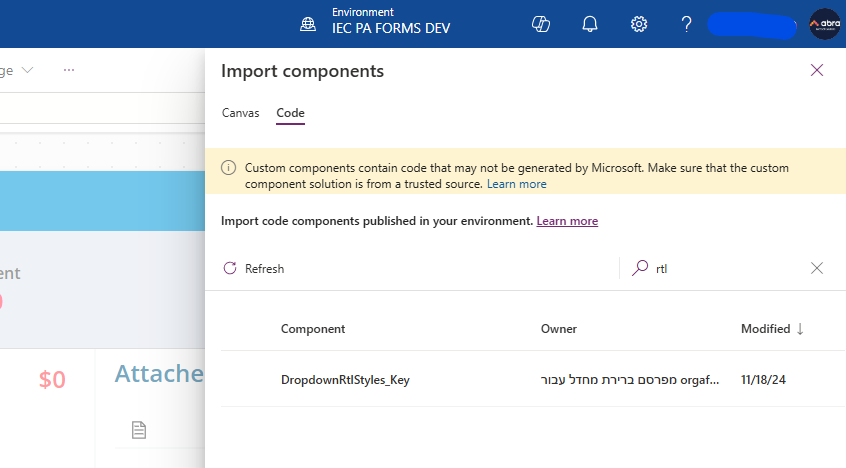 Environment
IEC PA FORMS DEV
abra
ge
...
Import components
Canvas
Code
Custom components contain code that may not be generated by Microsoft. Make sure that the custom
component solution is from a trusted source. Learn more
Import code components published in your environment. Learn more
ent
Refresh
rtl
Component
Owner
Modified ↓
$0
Attache
DropdownRtlStyles_Key
מפרסם ברירת מחדל עבור orgaf...
11/18/24